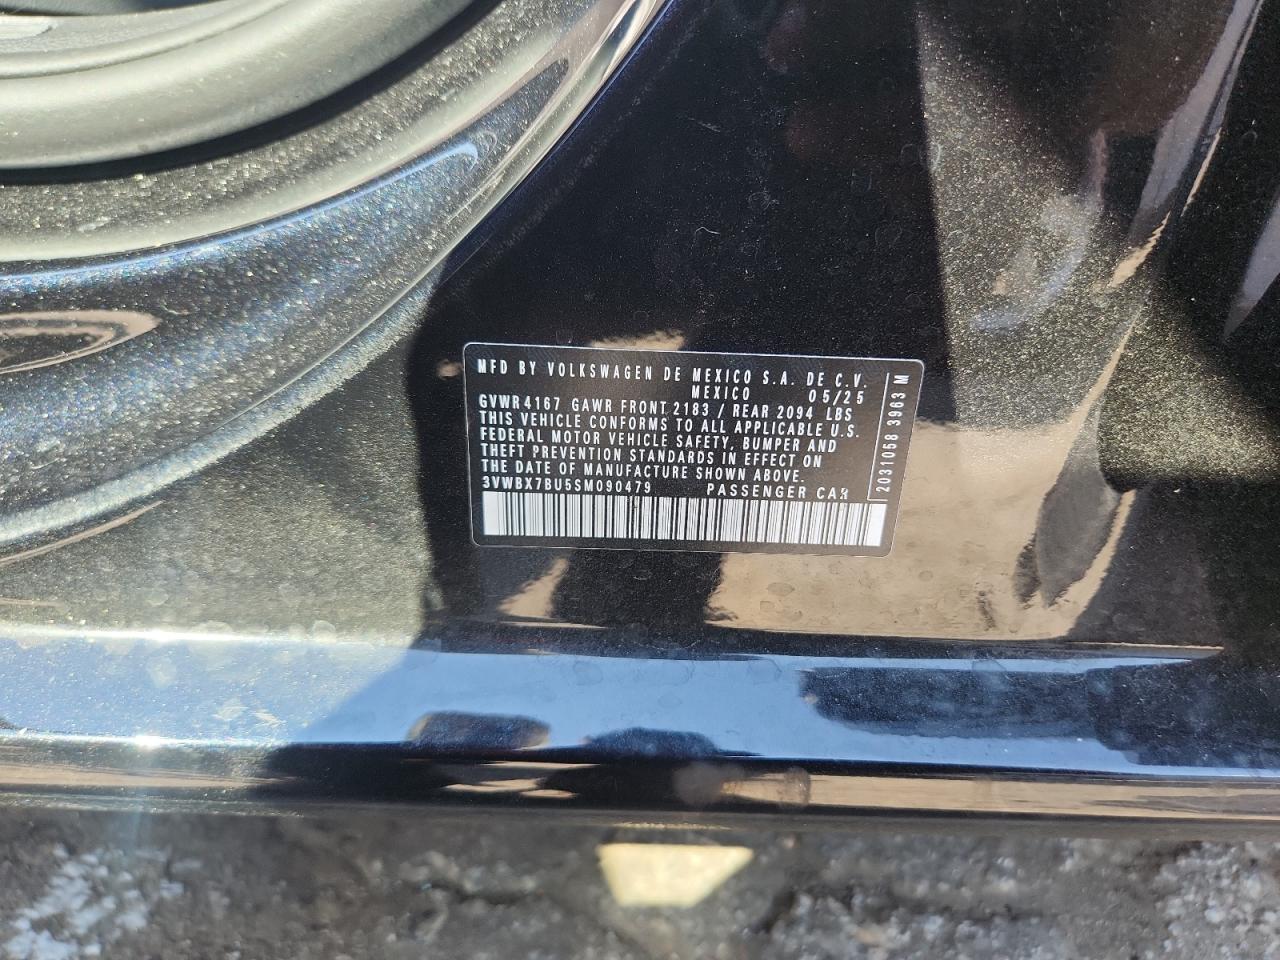 MFD BY VOLKSWAGEN DE MEXICO S.A. DE C.V.
MEXICO 05/25
GVWR 4167 GAWR FRONT 2183 / REAR 2094 LBS
THIS VEHICLE CONFORMS TO ALL APPLICABLE U.S.
FEDERAL MOTOR VEHICLE SAFETY, BUMPER AND
THEFT PREVENTION STANDARDS IN EFFECT ON
THE DATE OF MANUFACTURE SHOWN ABOVE.
3VWBX7BU5SM090479 PASSENGER CAR
2031058 3963 M